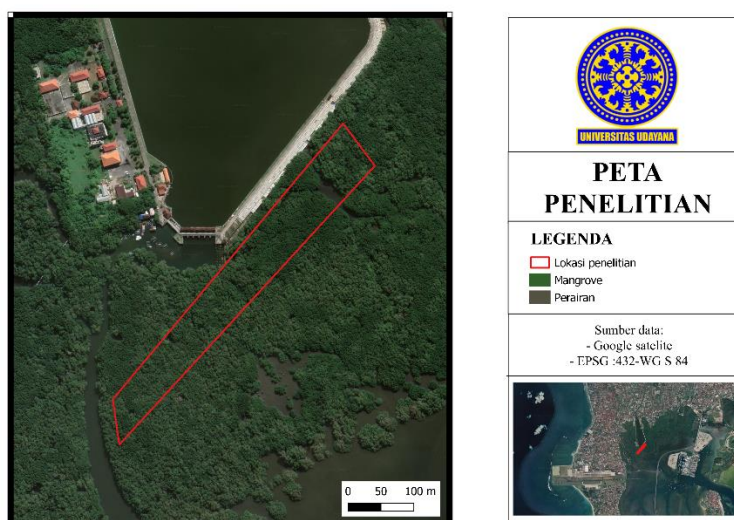 0 50 100 m
UNIVERSITAS UDAYANA
PETA
PENELITIAN
LEGENDA
Lokasi penelitian
Mangrove
Perairan
Sumber data:
- Google satelite
- EPSG :432-WG S 84